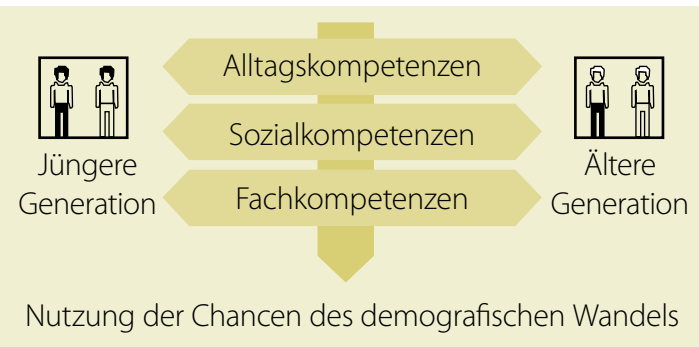 Alltagskompetenzen
Sozialkompetenzen
Fachkompetenzen
Jüngere
Generation
Ältere
Generation
Nutzung der Chancen des demografischen Wandels